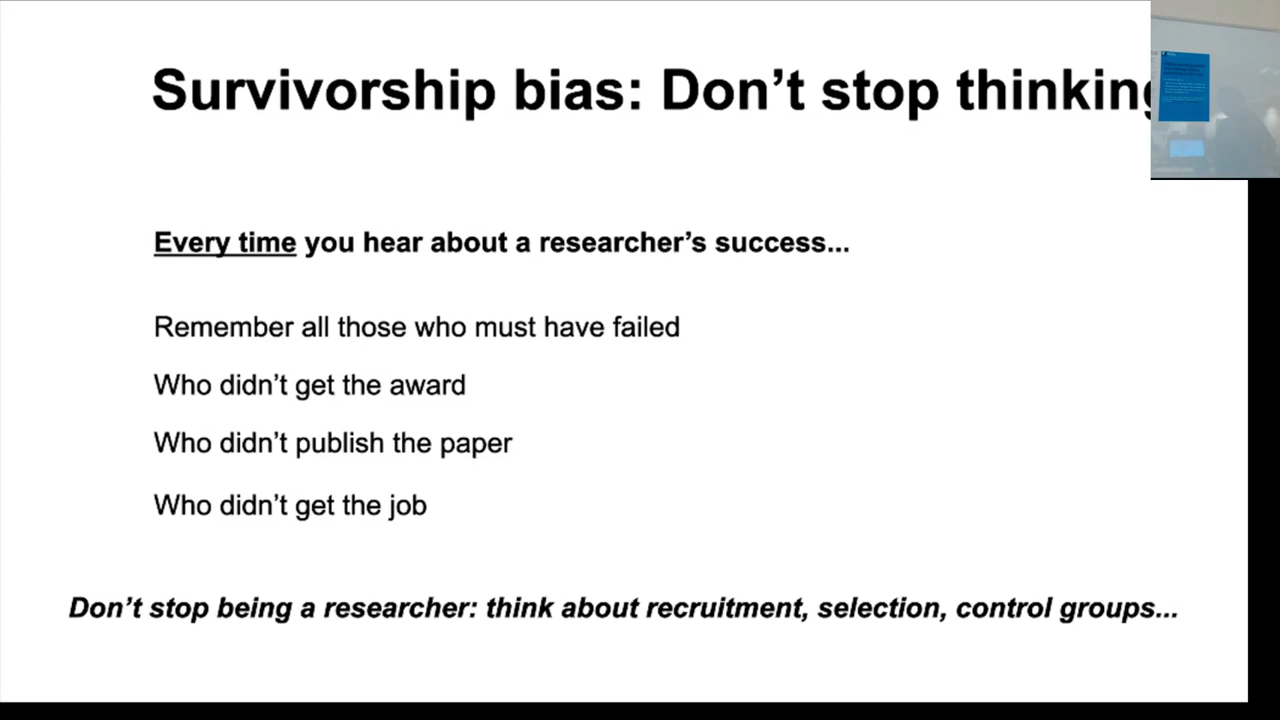 Survivorship bias: Don't stop thinking
Every time you hear about a researcher's success...
Remember all those who must have failed
Who didn't get the award
Who didn't publish the paper
Who didn't get the job
Don't stop being a researcher: think about recruitment, selection, control groups...